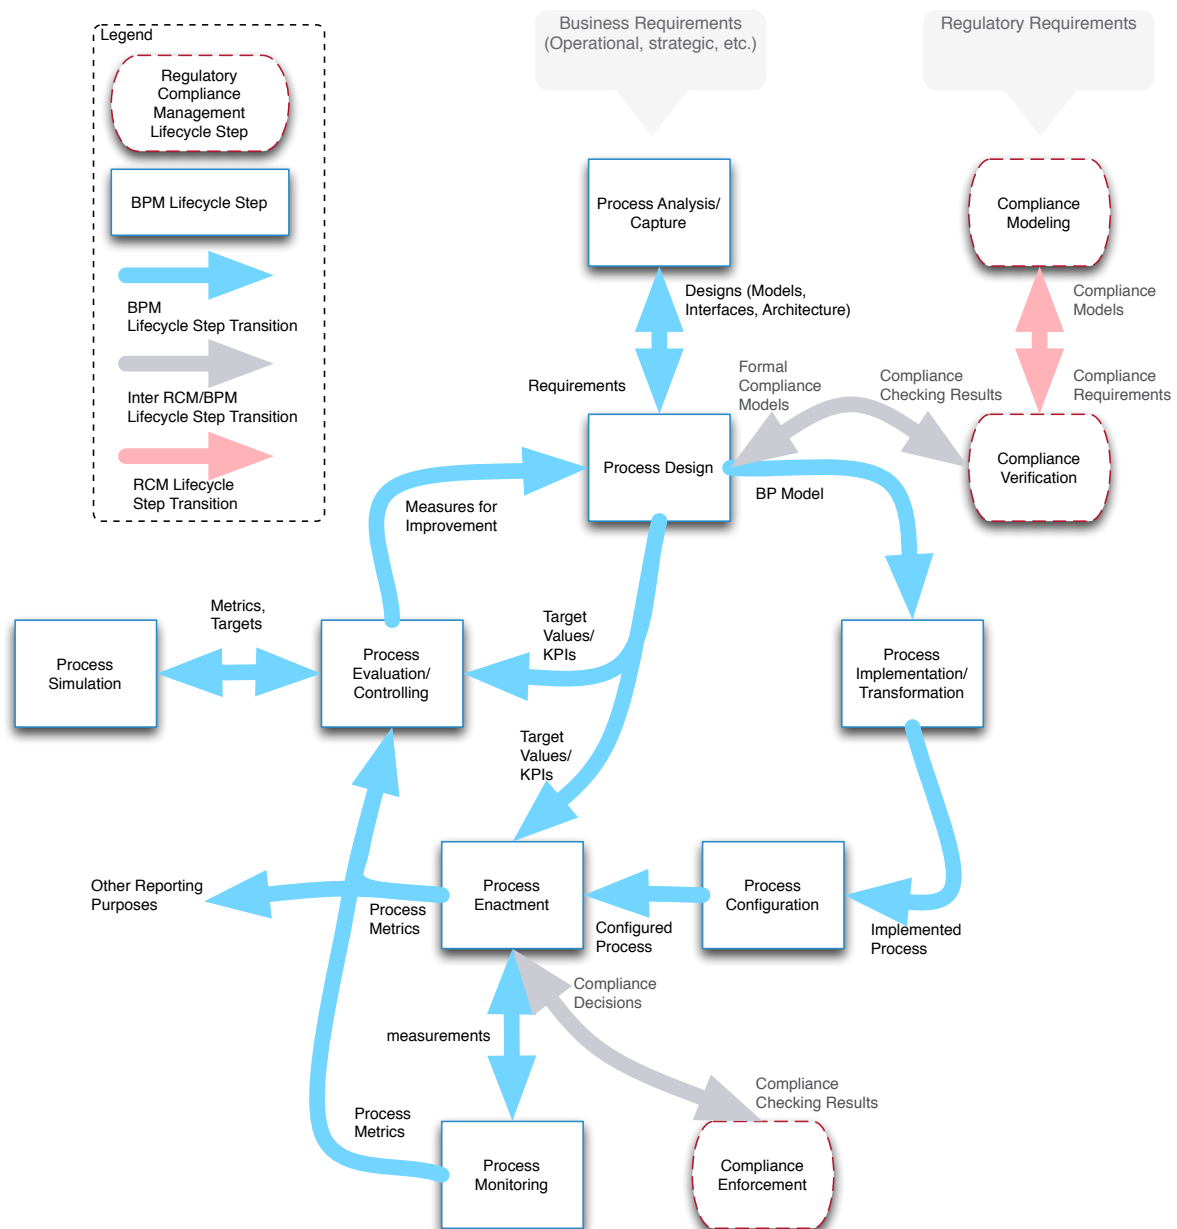 Legend
Regulatory
Compliance
Management
Lifecycle Step
BPM Lifecycle Step
BPM
Lifecycle Step Transition
Inter RCM/BPM
Lifecycle Step Transition
RCM Lifecycle
Step Transition
Business Requirements
(Operational, strategic, etc.)
Regulatory Requirements
Process Analysis/
Capture
Compliance
Modeling
Designs (Models,
Interfaces, Architecture)
Compliance
Models
Requirements
Formal
Compliance
Models
Compliance
Checking Results
Compliance
Requirements
Process Design
Compliance
Verification
BP Model
Measures for
Improvement
Metrics,
Targets
Target
Values/
KPIs
Process
Simulation
Process
Evaluation/
Controlling
Process
Implementation/
Transformation
Target
Values/
KPIs
Other Reporting
Purposes
Process
Metrics
Process
Enactment
Configured
Process
Process
Configuration
Implemented
Process
Compliance
Decisions
measurements
Compliance
Checking Results
Process
Metrics
Process
Monitoring
Compliance
Enforcement